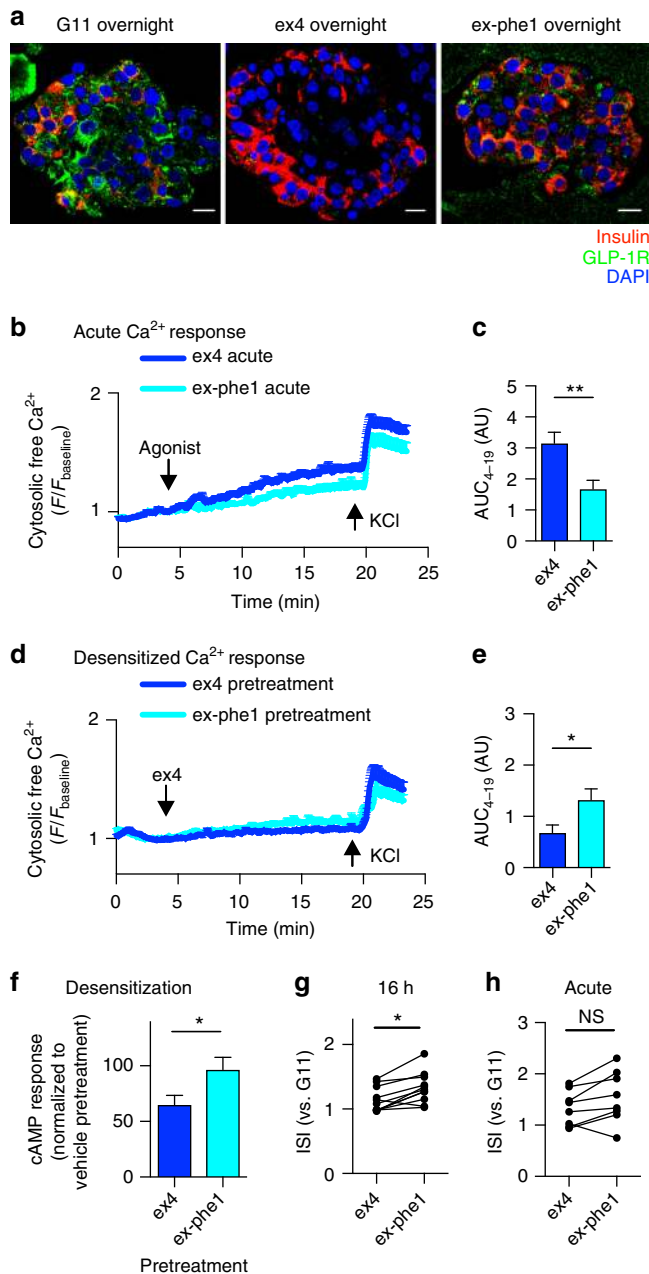 a
G11 overnight ex4 overnight ex-phe1 overnight
Insulin
GLP-1R
DAPI
b
Acute Ca²⁺ response
ex4 acute
ex-phe1 acute
Cytosolic free Ca²⁺
(F/Fbaseline)
2
1
Agonist
KCl
0 5 10 15 20 25
Time (min)
c
**
AUC4–19 (AU)
5
4
3
2
1
0
ex4
ex-phe1
d
Desensitized Ca²⁺ response
ex4 pretreatment
ex-phe1 pretreatment
Cytosolic free Ca²⁺
(F/Fbaseline)
2
1
ex4
KCl
0 5 10 15 20 25
Time (min)
e
*
AUC4–19 (AU)
3
2
1
0
ex4
ex-phe1
f
Desensitization
*
cAMP response
(normalized to
vehicle pretreatment)
100
50
0
ex4
ex-phe1
Pretreatment
g
16 h
*
ISI (vs. G11)
2
1
0
ex4
ex-phe1
h
Acute
NS
ISI (vs. G11)
3
2
1
0
ex4
ex-phe1